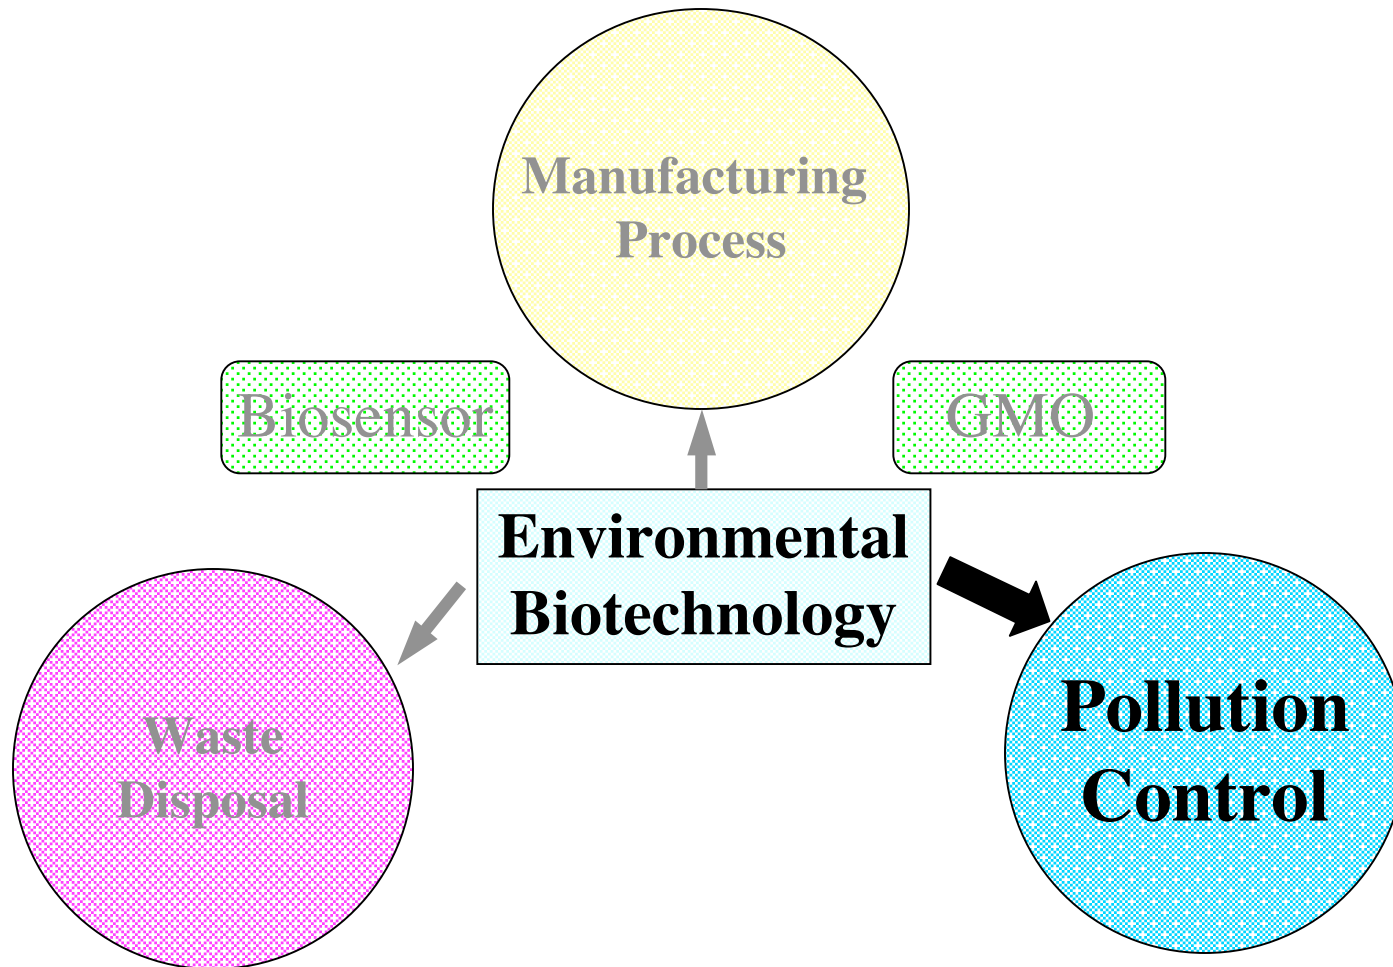 Manufacturing
Process
Biosensor
GMO
Environmental
Biotechnology
Waste
Disposal
Pollution
Control